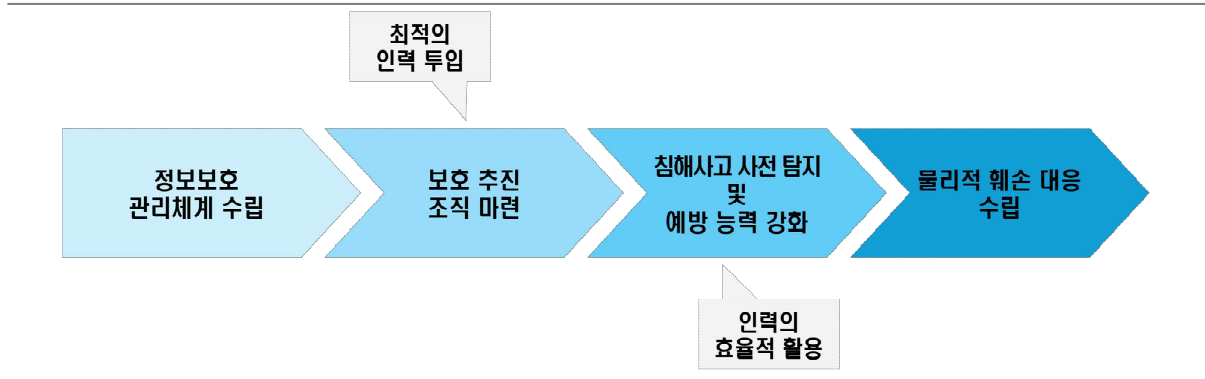 최적의
인력 투입
정보보호
관리체계 수립
보호 추진
조직 마련
침해사고 사전 탐지
및
예방 능력 강화
물리적 훼손 대응
수립
인력의
효율적 활용